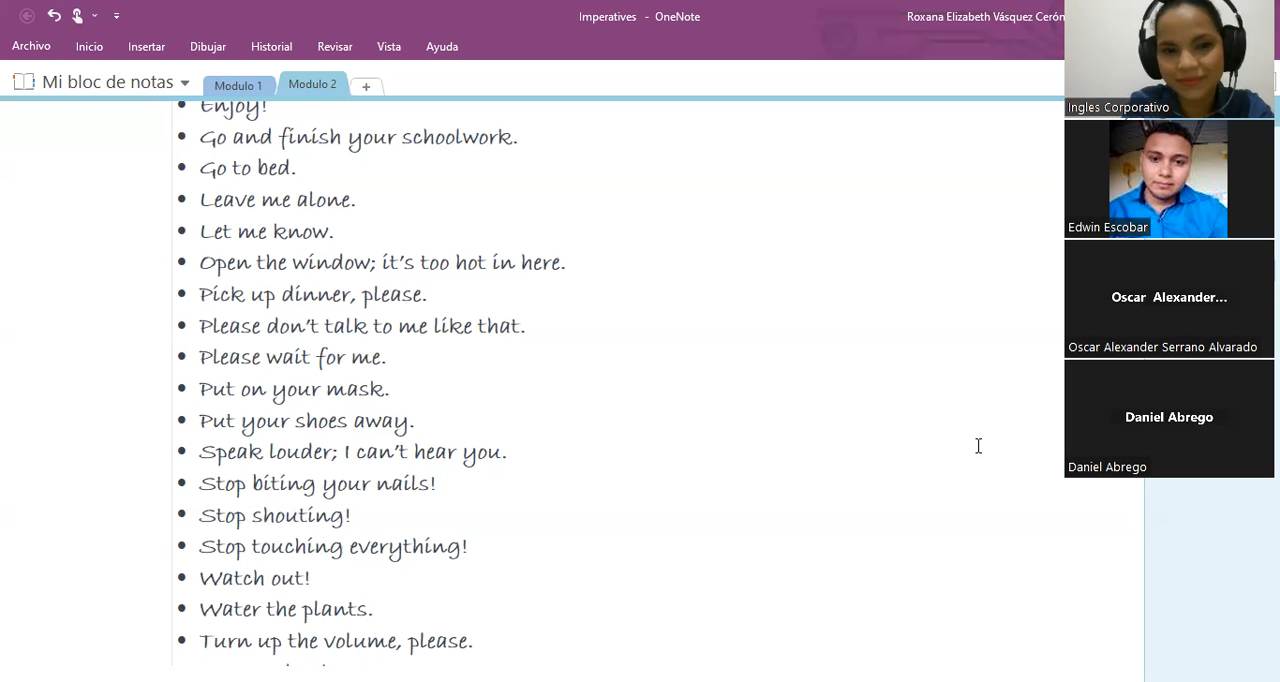 Imperatives - OneNote
Roxana Elizabeth Vásquez Cerón
Archivo Inicio Insertar Dibujar Historial Revisar Vista Ayuda
Mi bloc de notas Modulo 1 Modulo 2 +
• Enjoy!
• Go and finish your schoolwork.
• Go to bed.
• Leave me alone.
• Let me know.
• Open the window; it's too hot in here.
• Pick up dinner, please.
• Please don't talk to me like that.
• Please wait for me.
• Put on your mask.
• Put your shoes away.
• Speak louder; I can't hear you.
• Stop biting your nails!
• Stop shouting!
• Stop touching everything!
• Watch out!
• Water the plants.
• Turn up the volume, please.
Ingles Corporativo
Edwin Escobar
Oscar Alexander...
Oscar Alexander Serrano Alvarado
Daniel Abrego
Daniel Abrego